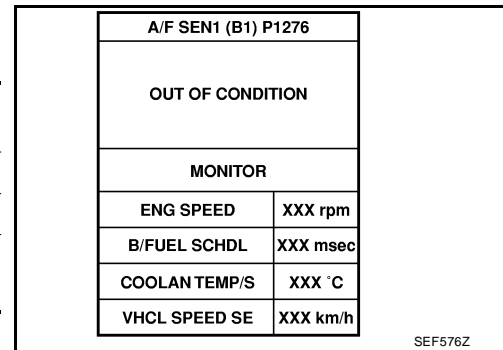 A/F SEN1 (B1) P1276
OUT OF CONDITION
MONITOR
ENG SPEED XXX rpm
B/FUEL SCHDL XXX msec
COOLAN TEMP/S XXX °C
VHCL SPEED SE XXX km/h
SEF576Z